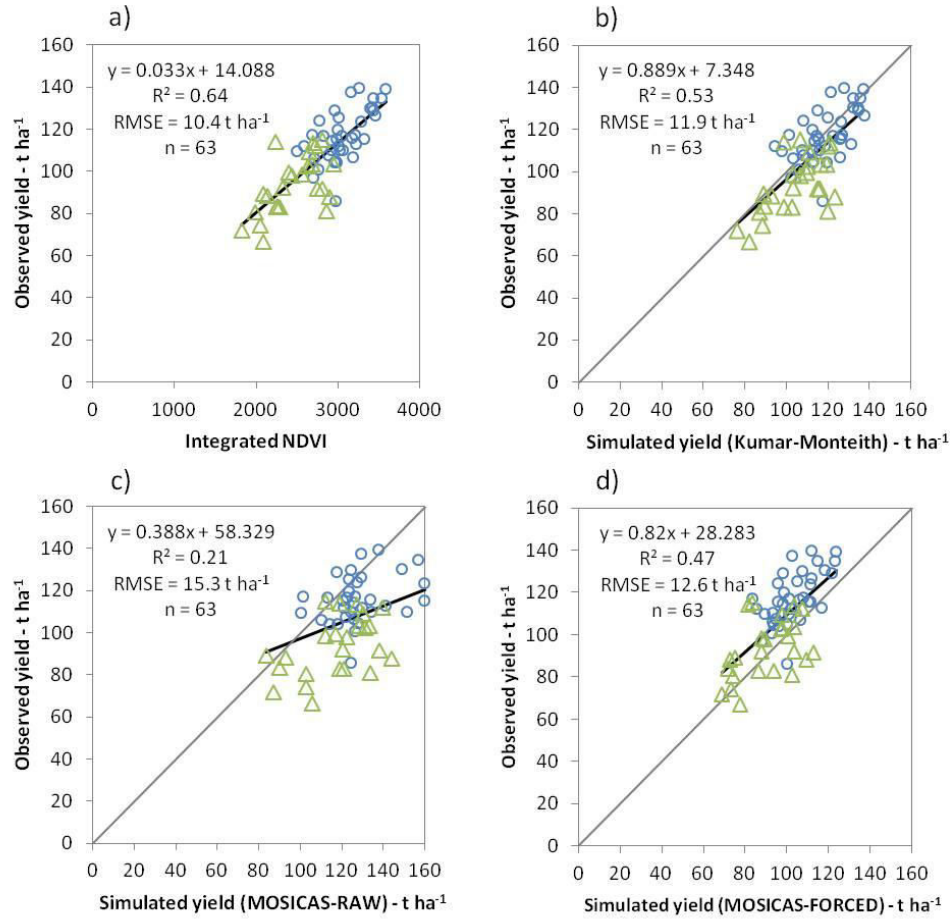 a)
160
140
120
100
80
60
40
20
0
Observed yield - t ha⁻¹
y = 0.033x + 14.088
R² = 0.64
RMSE = 10.4 t ha⁻¹
n = 63
0 1000 2000 3000 4000
Integrated NDVI
b)
160
140
120
100
80
60
40
20
0
Observed yield - t ha⁻¹
y = 0.889x + 7.348
R² = 0.53
RMSE = 11.9 t ha⁻¹
n = 63
0 20 40 60 80 100 120 140 160
Simulated yield (Kumar-Monteith) - t ha⁻¹
c)
160
140
120
100
80
60
40
20
0
Observed yield - t ha⁻¹
y = 0.388x + 58.329
R² = 0.21
RMSE = 15.3 t ha⁻¹
n = 63
0 20 40 60 80 100 120 140 160
Simulated yield (MOSICAS-RAW) - t ha⁻¹
d)
160
140
120
100
80
60
40
20
0
Observed yield - t ha⁻¹
y = 0.82x + 28.283
R² = 0.47
RMSE = 12.6 t ha⁻¹
n = 63
0 20 40 60 80 100 120 140 160
Simulated yield (MOSICAS-FORCED) - t ha⁻¹